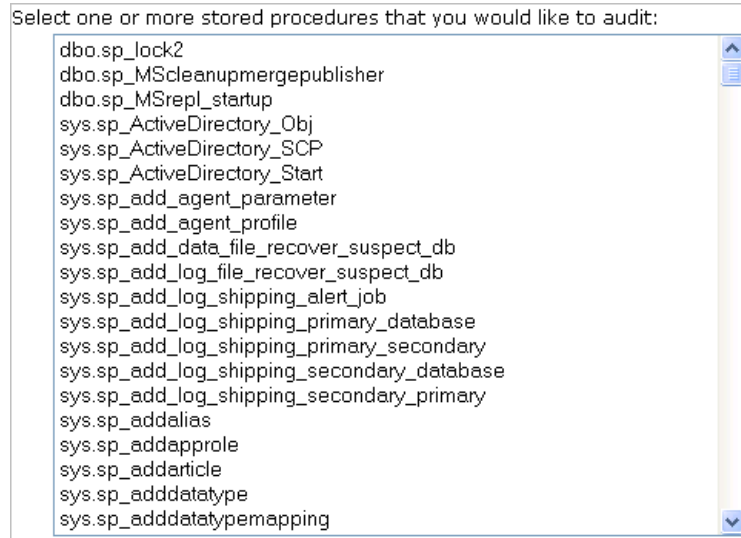 Select one or more stored procedures that you would like to audit:
dbo.sp_lock2
dbo.sp_MScleanupmergepublisher
dbo.sp_MSrepl_startup
sys.sp_ActiveDirectory_Obj
sys.sp_ActiveDirectory_SCP
sys.sp_ActiveDirectory_Start
sys.sp_add_agent_parameter
sys.sp_add_agent_profile
sys.sp_add_data_file_recover_suspect_db
sys.sp_add_log_file_recover_suspect_db
sys.sp_add_log_shipping_alert_job
sys.sp_add_log_shipping_primary_database
sys.sp_add_log_shipping_primary_secondary
sys.sp_add_log_shipping_secondary_database
sys.sp_add_log_shipping_secondary_primary
sys.sp_addalias
sys.sp_addapprole
sys.sp_addarticle
sys.sp_adddatatype
sys.sp_adddatatypemapping